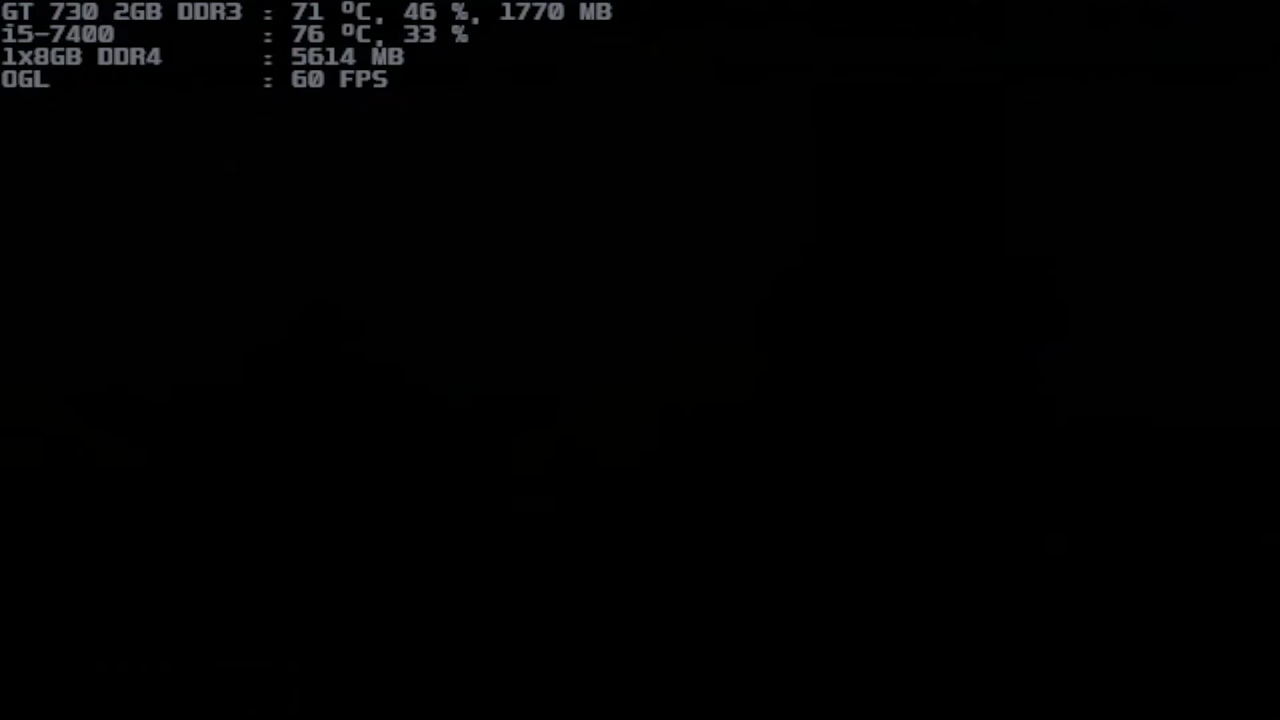 GT 730 2GB DDR3 : 71 ºC, 46 %, 1770 MB
i5-7400 : 76 ºC, 33 %
1x8GB DDR4 : 5614 MB
OGL : 60 FPS